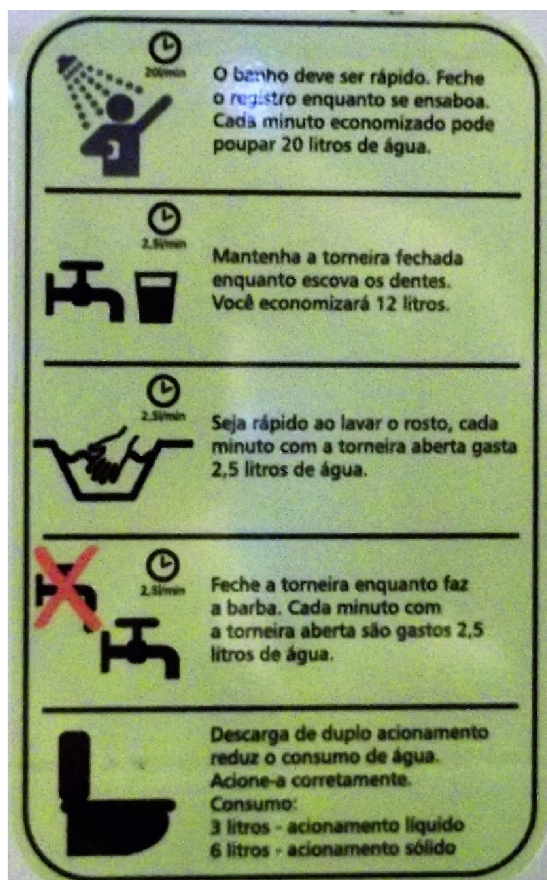 20l/min
O banho deve ser rápido. Feche
o registro enquanto se ensaboa.
Cada minuto economizado pode
poupar 20 litros de água.
2,5l/min
Mantenha a torneira fechada
enquanto escova os dentes.
Você economizará 12 litros.
2,5l/min
Seja rápido ao lavar o rosto, cada
minuto com a torneira aberta gasta
2,5 litros de água.
2,5l/min
Feche a torneira enquanto faz
a barba. Cada minuto com
a torneira aberta são gastos 2,5
litros de água.
Descarga de duplo acionamento
reduz o consumo de água.
Acione-a corretamente.
Consumo:
3 litros - acionamento líquido
6 litros - acionamento sólido